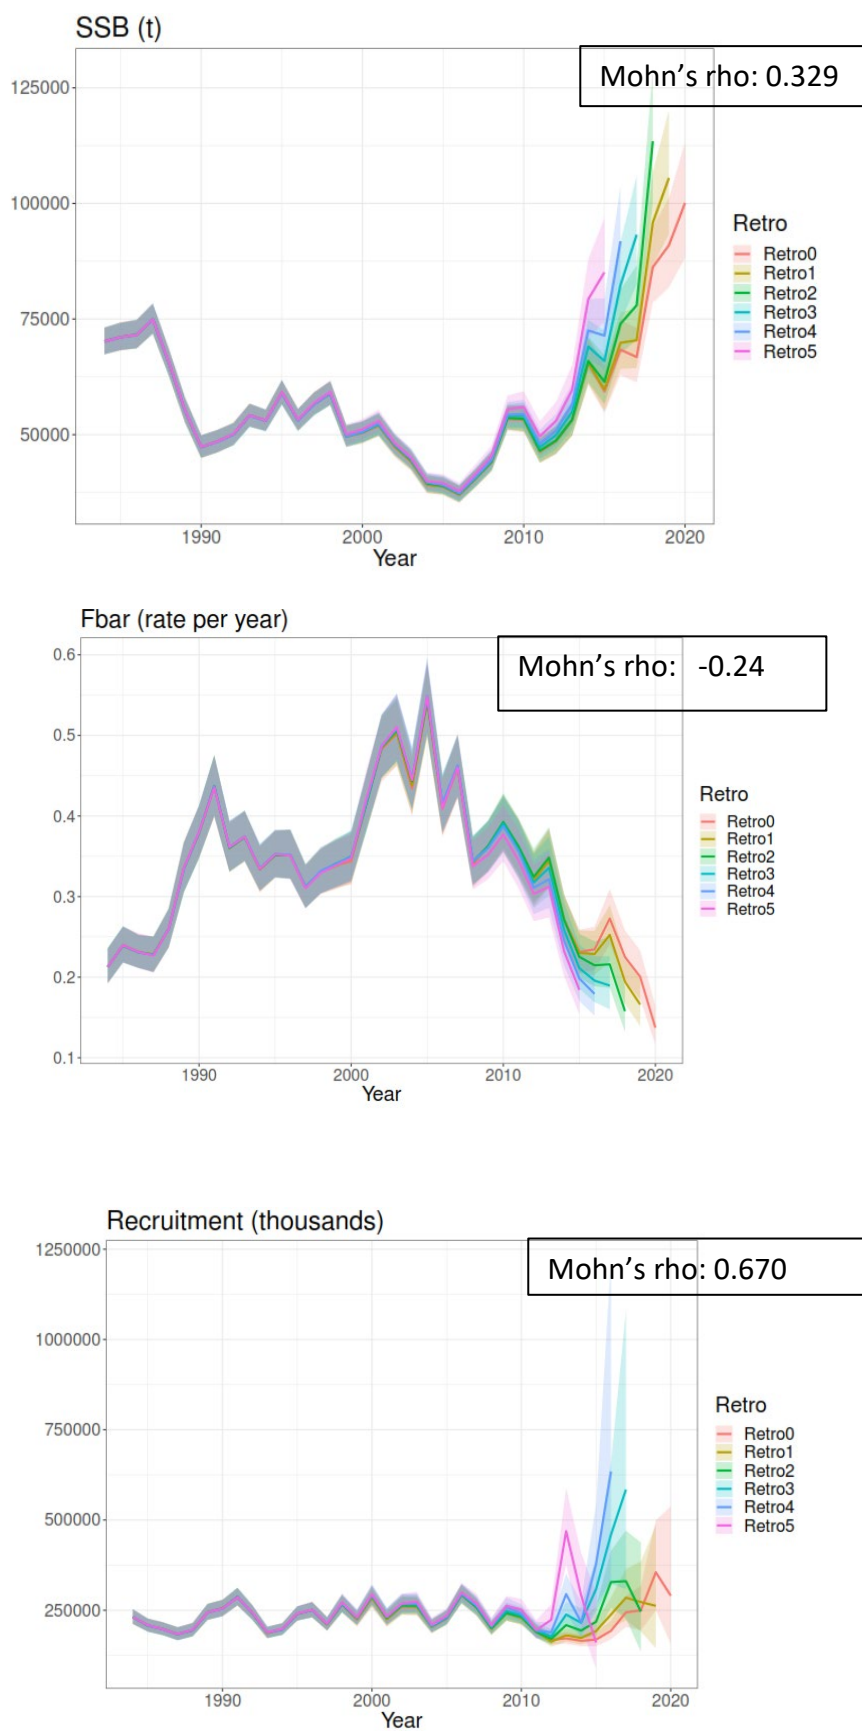 SSB (t)
Mohn’s rho: 0.329
125000
100000
75000
50000
1990
2000
2010
2020
Year
Retro
Retro0
Retro1
Retro2
Retro3
Retro4
Retro5
Fbar (rate per year)
Mohn’s rho: -0.24
0.6
0.5
0.4
0.3
0.2
0.1
1990
2000
2010
2020
Year
Retro
Retro0
Retro1
Retro2
Retro3
Retro4
Retro5
Recruitment (thousands)
Mohn’s rho: 0.670
1250000
1000000
750000
500000
250000
1990
2000
2010
2020
Year
Retro
Retro0
Retro1
Retro2
Retro3
Retro4
Retro5